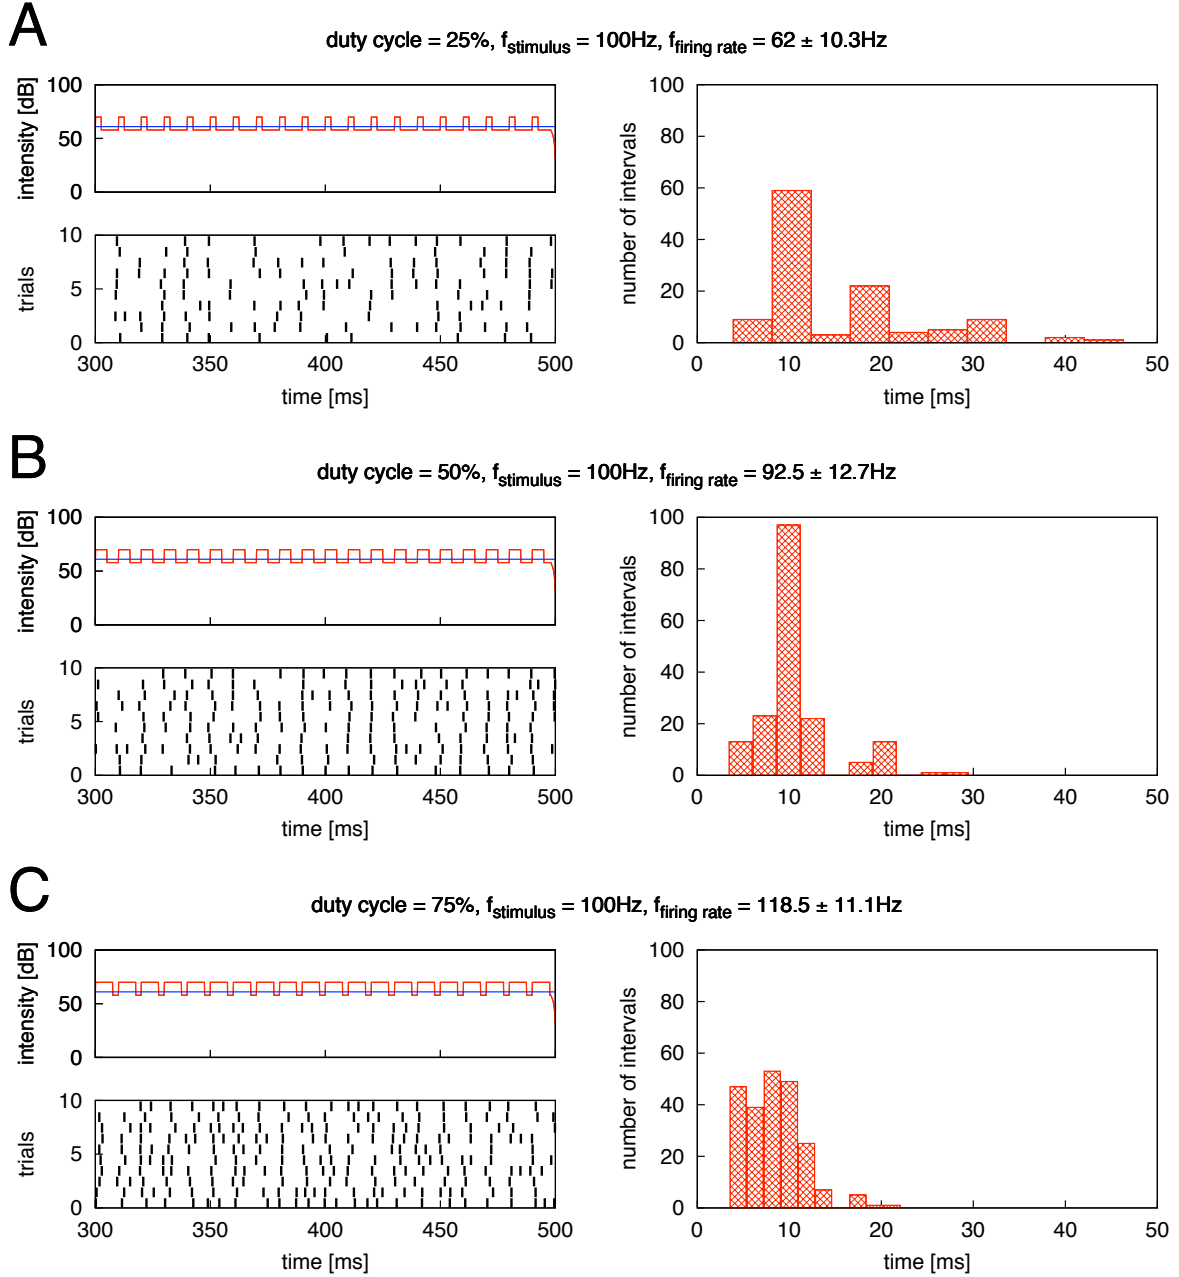 A
duty cycle = 25%, fstimulus = 100Hz, ffiring rate = 62 ± 10.3Hz
intensity [dB]
100
50
0
trials
10
5
0
300 350 400 450 500
time [ms]
number of intervals
100
80
60
40
20
0
0 10 20 30 40 50
time [ms]
B
duty cycle = 50%, fstimulus = 100Hz, ffiring rate = 92.5 ± 12.7Hz
intensity [dB]
100
50
0
trials
10
5
0
300 350 400 450 500
time [ms]
number of intervals
100
80
60
40
20
0
0 10 20 30 40 50
time [ms]
C
duty cycle = 75%, fstimulus = 100Hz, ffiring rate = 118.5 ± 11.1Hz
intensity [dB]
100
50
0
trials
10
5
0
300 350 400 450 500
time [ms]
number of intervals
100
80
60
40
20
0
0 10 20 30 40 50
time [ms]